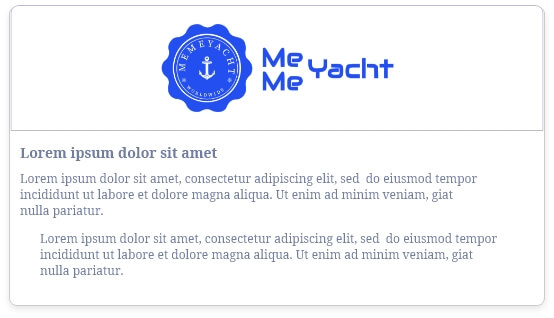 MEMEYACHT
WORLDWIDE
Me Me Yacht
Lorem ipsum dolor sit amet
Lorem ipsum dolor sit amet, consectetur adipiscing elit, sed  do eiusmod tempor
incididunt ut labore et dolore magna aliqua. Ut enim ad minim veniam, giat
nulla pariatur.
Lorem ipsum dolor sit amet, consectetur adipiscing elit, sed  do eiusmod tempor
incididunt ut labore et dolore magna aliqua. Ut enim ad minim veniam, giat
nulla pariatur.